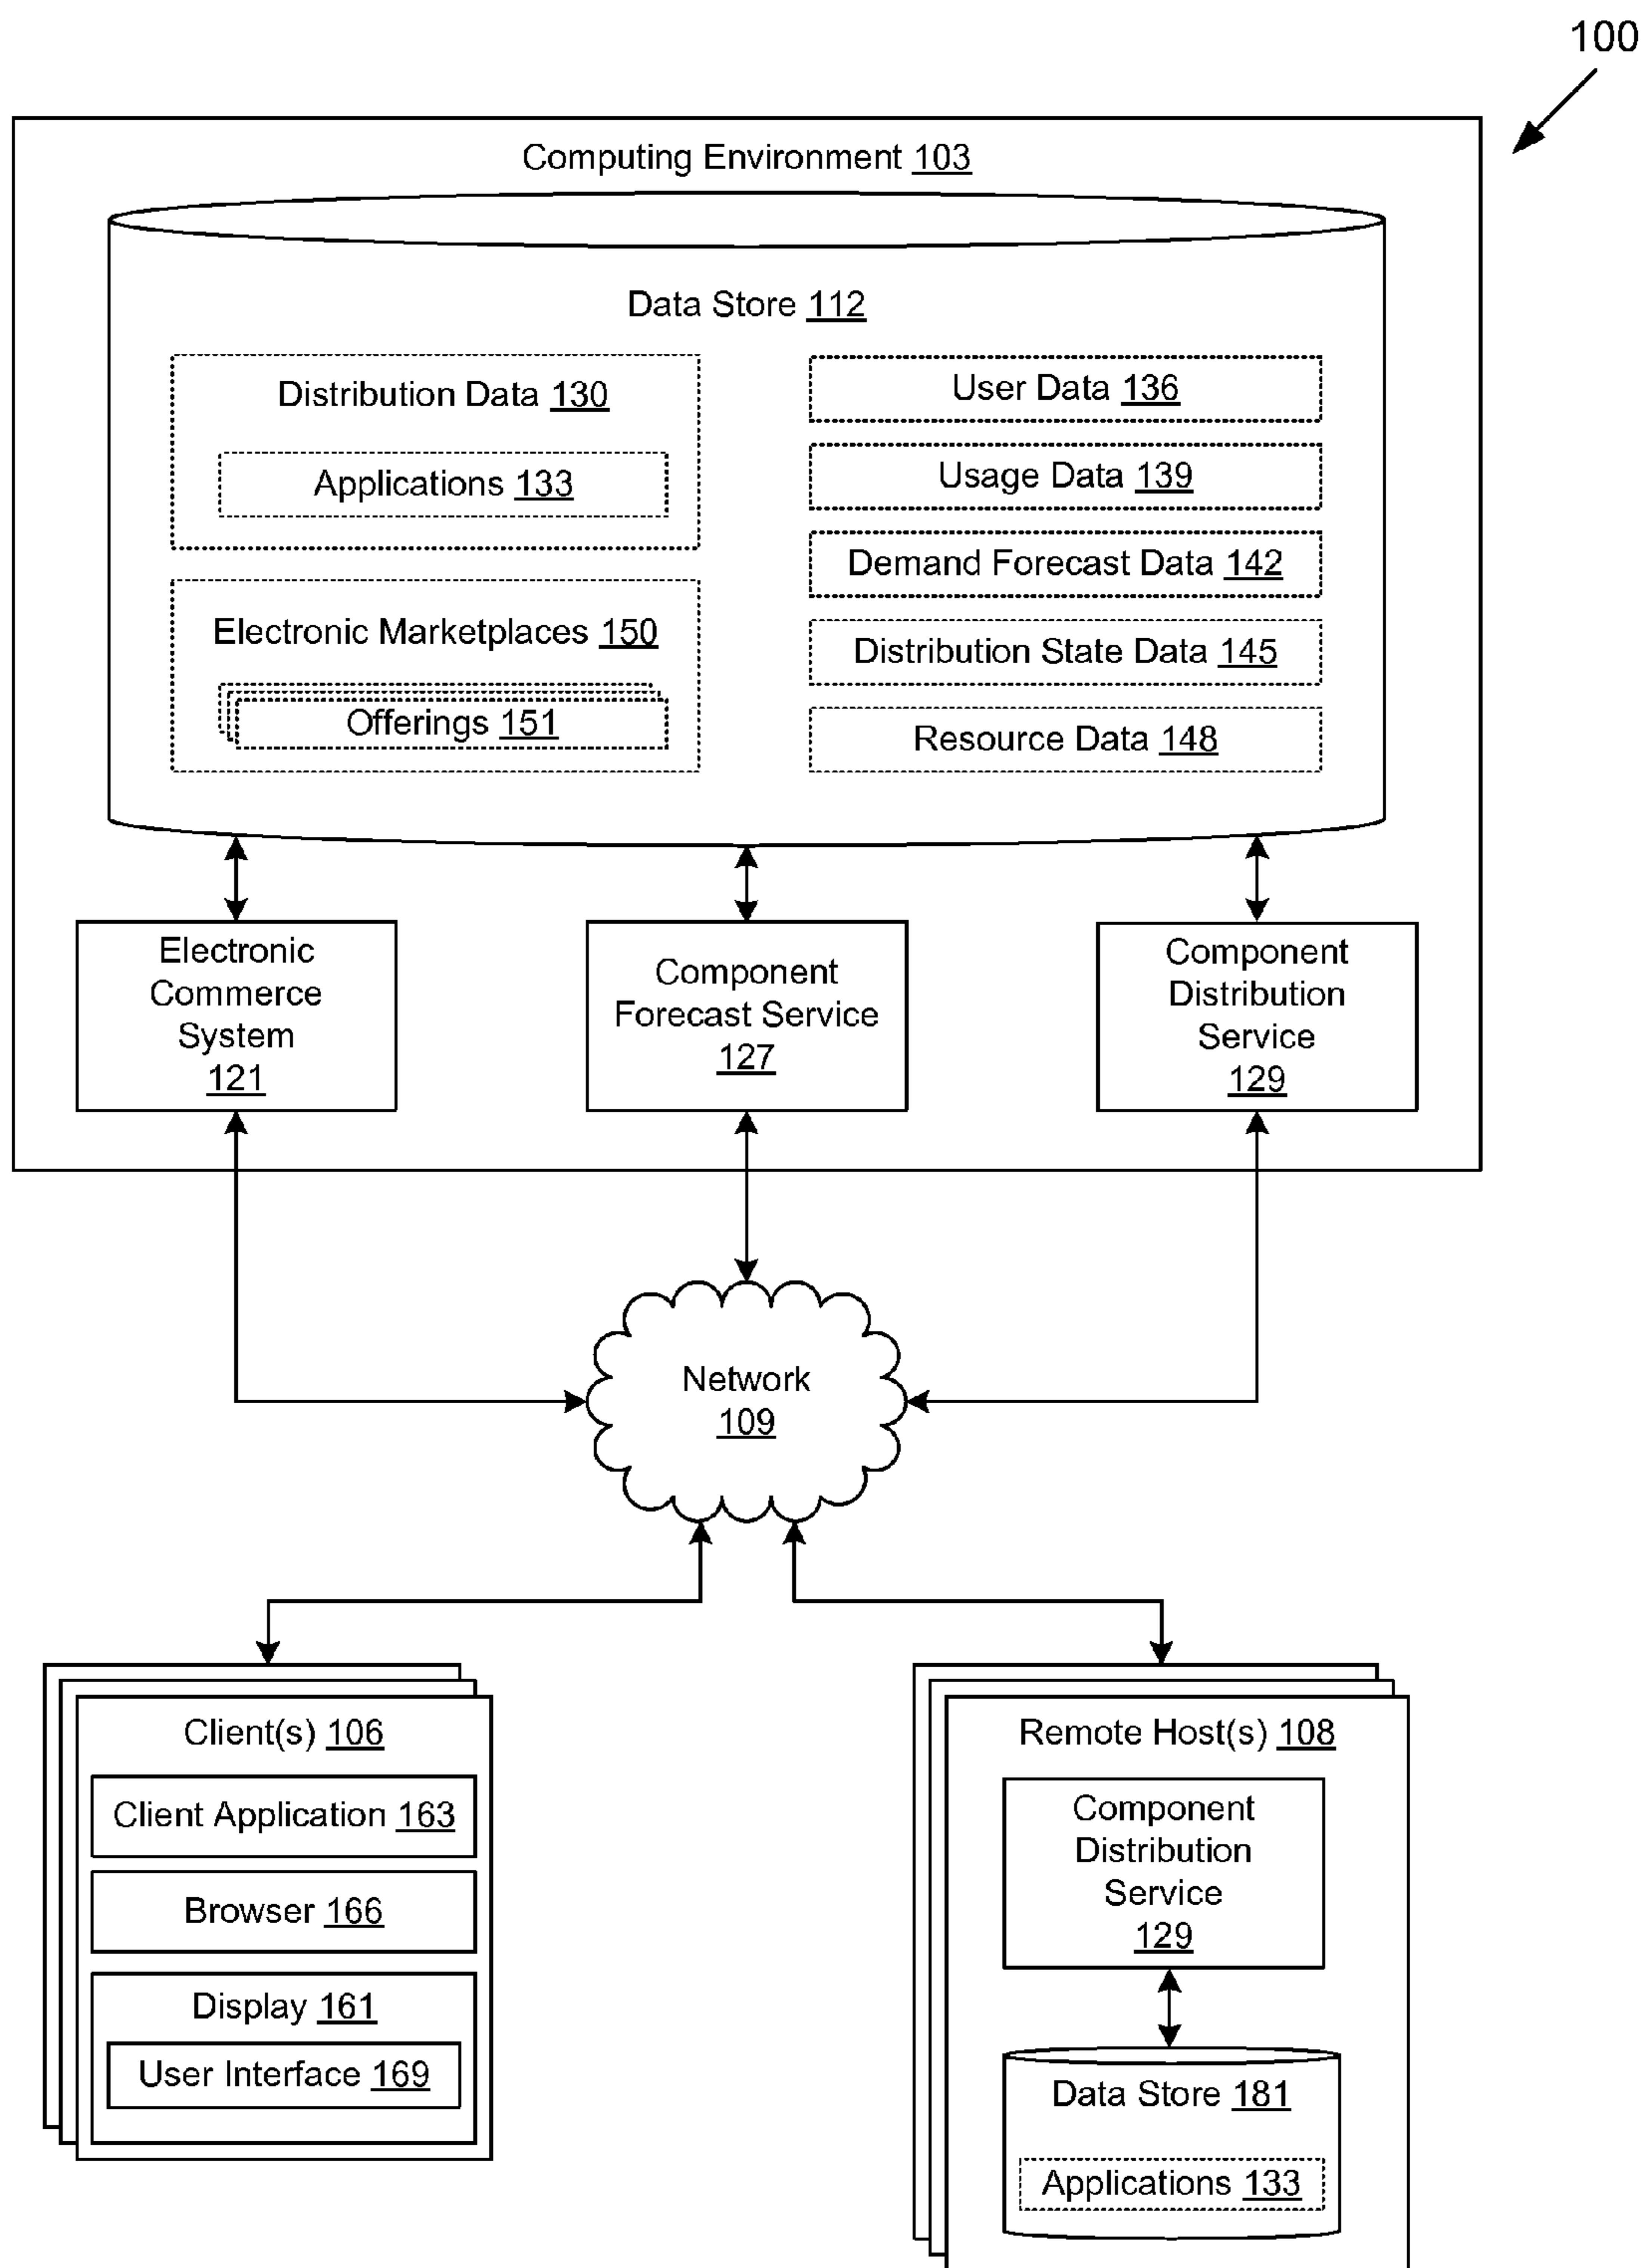 100
Computing Environment 103
Data Store 112
Distribution Data 130
Applications 133
Electronic Marketplaces 150
Offerings 151
User Data 136
Usage Data 139
Demand Forecast Data 142
Distribution State Data 145
Resource Data 148
Electronic
Commerce
System
121
Component
Forecast Service
127
Component
Distribution
Service
129
Network
109
Client(s) 106
Client Application 163
Browser 166
Display 161
User Interface 169
Remote Host(s) 108
Component
Distribution
Service
129
Data Store 181
Applications 133